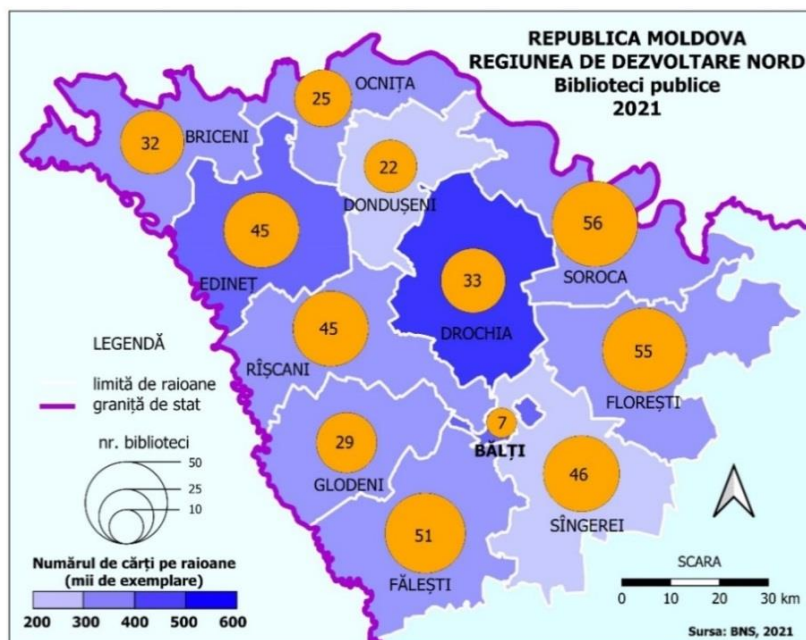 REPUBLICA MOLDOVA
REGIUNEA DE DEZVOLTARE NORD
Biblioteci publice
2021
OCNIȚA
25
32
BRICENI
22
DONDUȘENI
45
EDINEȚ
56
SOROCA
33
DROCHIA
45
RÎȘCANI
55
FLOREȘTI
7
BĂLȚI
29
GLODENI
46
SÎNGEREI
51
FĂLEȘTI
LEGENDĂ
limită de raioane
graniță de stat
nr. biblioteci
50
25
10
Numărul de cărți pe raioane
(mii de exemplare)
200 300 400 500 600
SCARA
0 10 20 30 km
Sursa: BNS, 2021